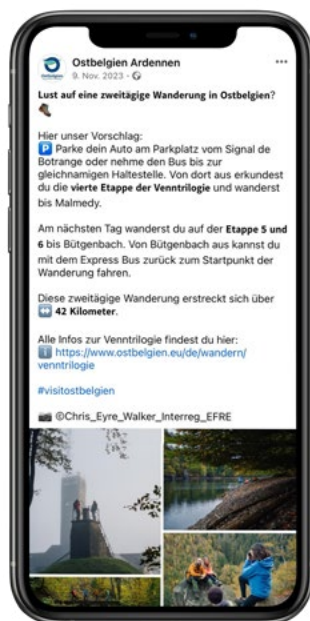 Ostbelgien Ardennen
9. Nov. 2023 ·
Lust auf eine zweitägige Wanderung in Ostbelgien?
Hier unser Vorschlag:
P Parke dein Auto am Parkplatz vom Signal de
Botrange oder nehme den Bus bis zur
gleichnamigen Haltestelle. Von dort aus erkundest
du die vierte Etappe der Venntrilogie und wanderst
bis Malmedy.
Am nächsten Tag wanderst du auf der Etappe 5 und
6 bis Bütgenbach. Von Bütgenbach aus kannst du
mit dem Express Bus zurück zum Startpunkt der
Wanderung fahren.
Diese zweitägige Wanderung erstreckt sich über
↔ 42 Kilometer.
Alle Infos zur Venntrilogie findest du hier:
ℹ https://www.ostbelgien.eu/de/wandern/
venntrilogie
#visitostbelgien
📷 ©Chris_Eyre_Walker_Interreg_EFRE